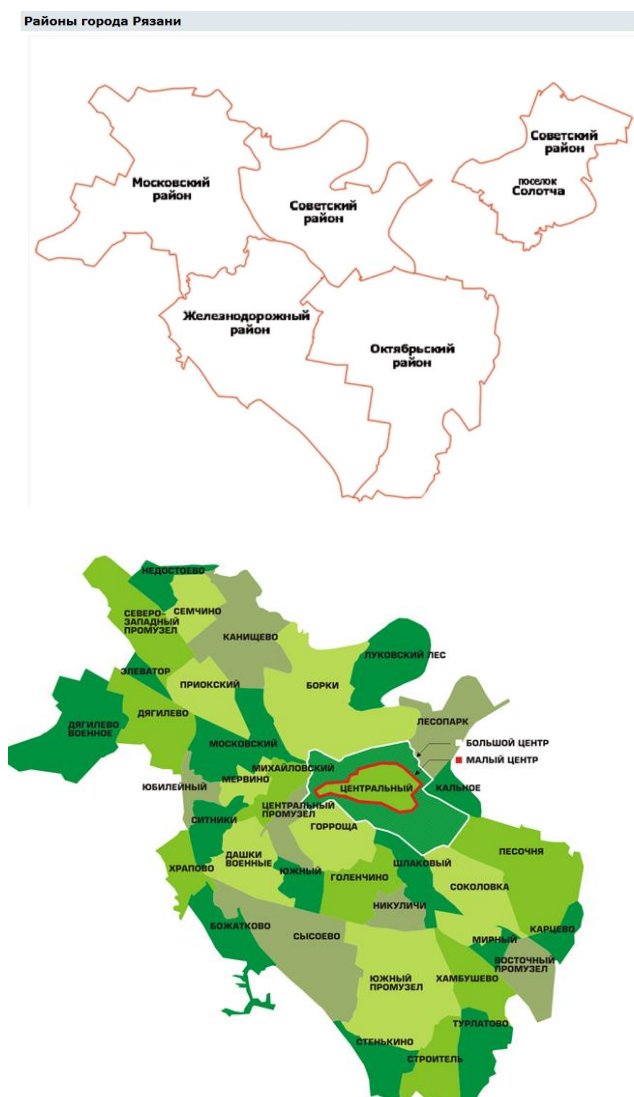 Районы города Рязани
Советский
район
поселок
Солотча
Московский
район
Советский
район
Железнодорожный
район
Октябрьский
район
НЕДОСТОЕВО
СЕВЕРО-
ЗАПАДНЫЙ
ПРОМУЗЕЛ
СЕМЧИНО
КАНИЩЕВО
ЛУКОВСКИЙ ЛЕС
ЭЛЕВАТОР
ПРИОКСКИЙ
БОРКИ
ДЯГИЛЕВО
ДЯГИЛЕВО
ВОЕННОЕ
ЛЕСОПАРК
МОСКОВСКИЙ
БОЛЬШОЙ ЦЕНТР
МАЛЫЙ ЦЕНТР
МИХАЙЛОВСКИЙ
МЕРВИНО
ЮБИЛЕЙНЫЙ
ЦЕНТРАЛЬНЫЙ
КАЛЬНОЕ
ЦЕНТРАЛЬНЫЙ
ПРОМУЗЕЛ
СИТНИКИ
ГОРРОЩА
ПЕСОЧНЯ
ДАШКИ
ВОЕННЫЕ
ШЛАКОВЫЙ
ХРАПОВО
ЮЖНЫЙ
ГОЛЕНЧИНО
СОКОЛОВКА
НИКУЛИЧИ
БОЖАТКОВО
СЫСОЕВО
КАРЦЕВО
МИРНЫЙ
ВОСТОЧНЫЙ
ПРОМУЗЕЛ
ЮЖНЫЙ
ПРОМУЗЕЛ
ХАМБУШЕВО
ТУРЛАТОВО
СТЕНЬКИНО
СТРОИТЕЛЬ